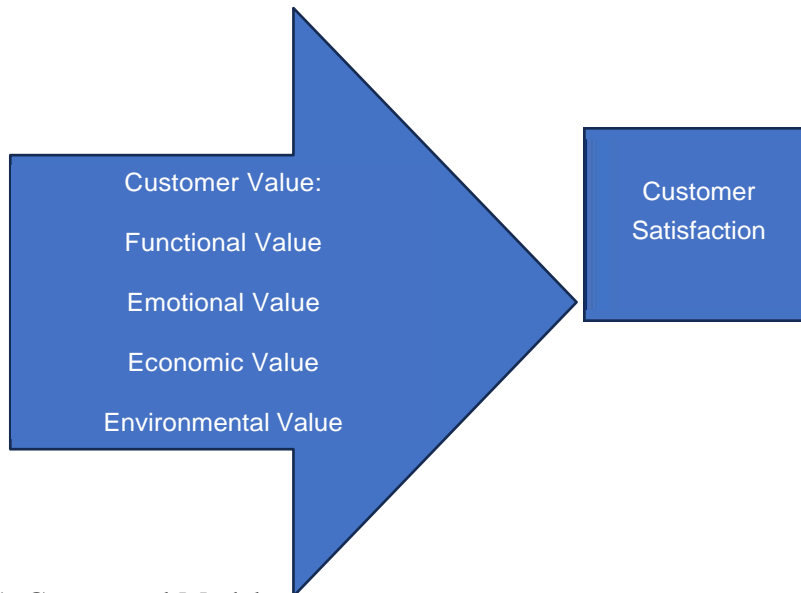 Customer Value:
Functional Value
Emotional Value
Economic Value
Environmental Value
Customer
Satisfaction